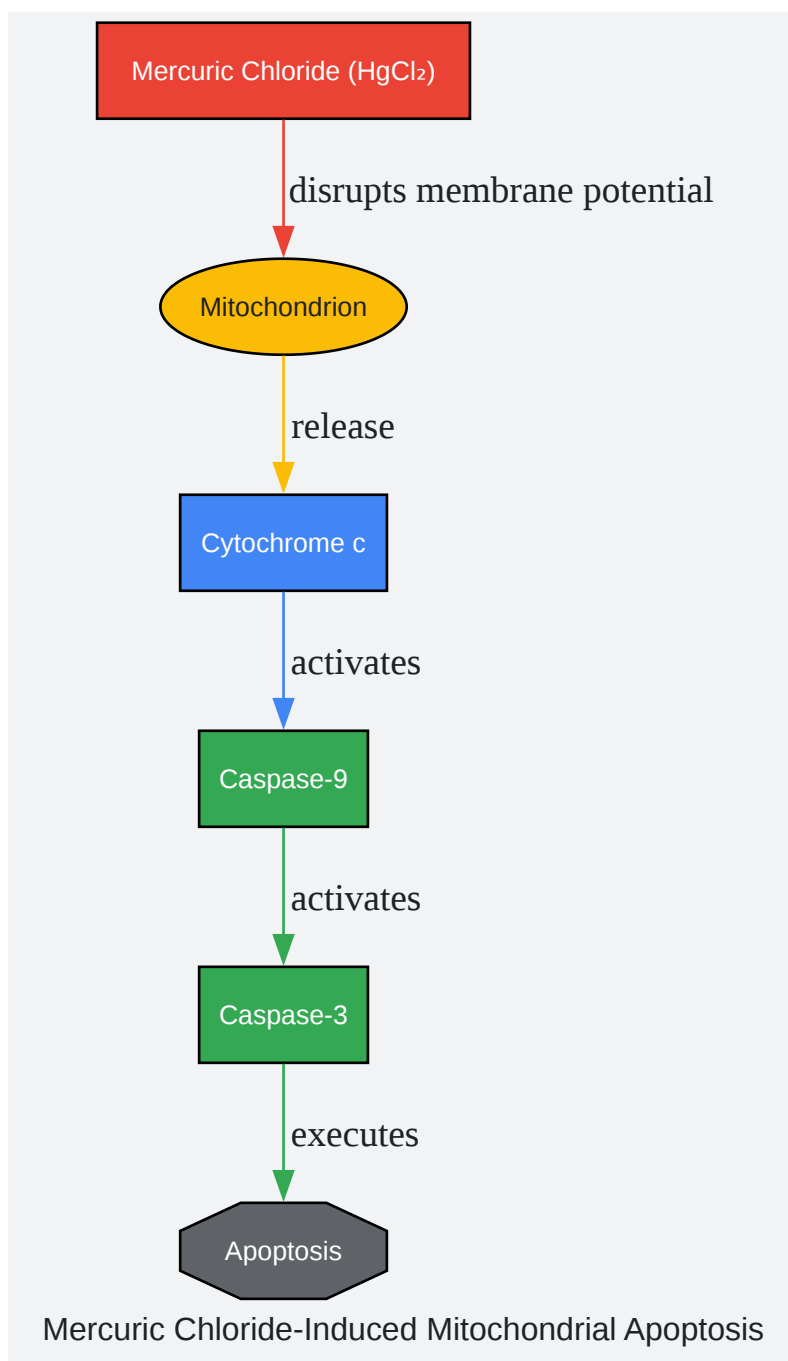 Mercuric Chloride (HgCl₂)
disrupts membrane potential
Mitochondrion
release
Cytochrome c
activates
Caspase-9
activates
Caspase-3
executes
Apoptosis
Mercuric Chloride-Induced Mitochondrial Apoptosis